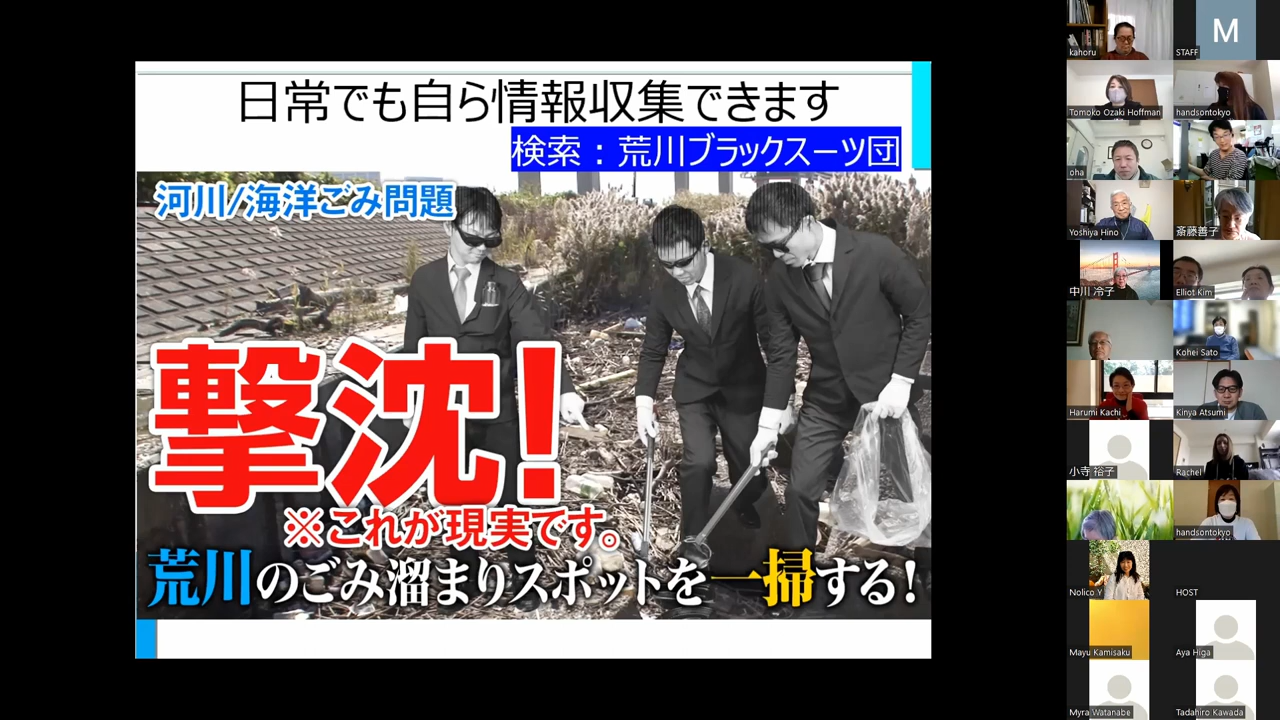 日常でも自ら情報収集できます
検索：荒川ブラックスーツ団
河川/海洋ごみ問題
撃沈!
※これが現実です。
荒川のごみ溜まりスポットを一掃する!
kahoru
M
STAFF
Tomoko Ozaki Hoffman
handsontokyo
oha
Yoshiya Hino
斎藤善子
中川 冷子
Elliot Kim
Kohei Sato
Harumi Kachi
Kinya Atsumi
小寺 裕子
Rachel
handsontokyo
Nolico Y
HOST
Mayu Kamisaku
Aya Higa
Myra Watanabe
Tadahiro Kawada